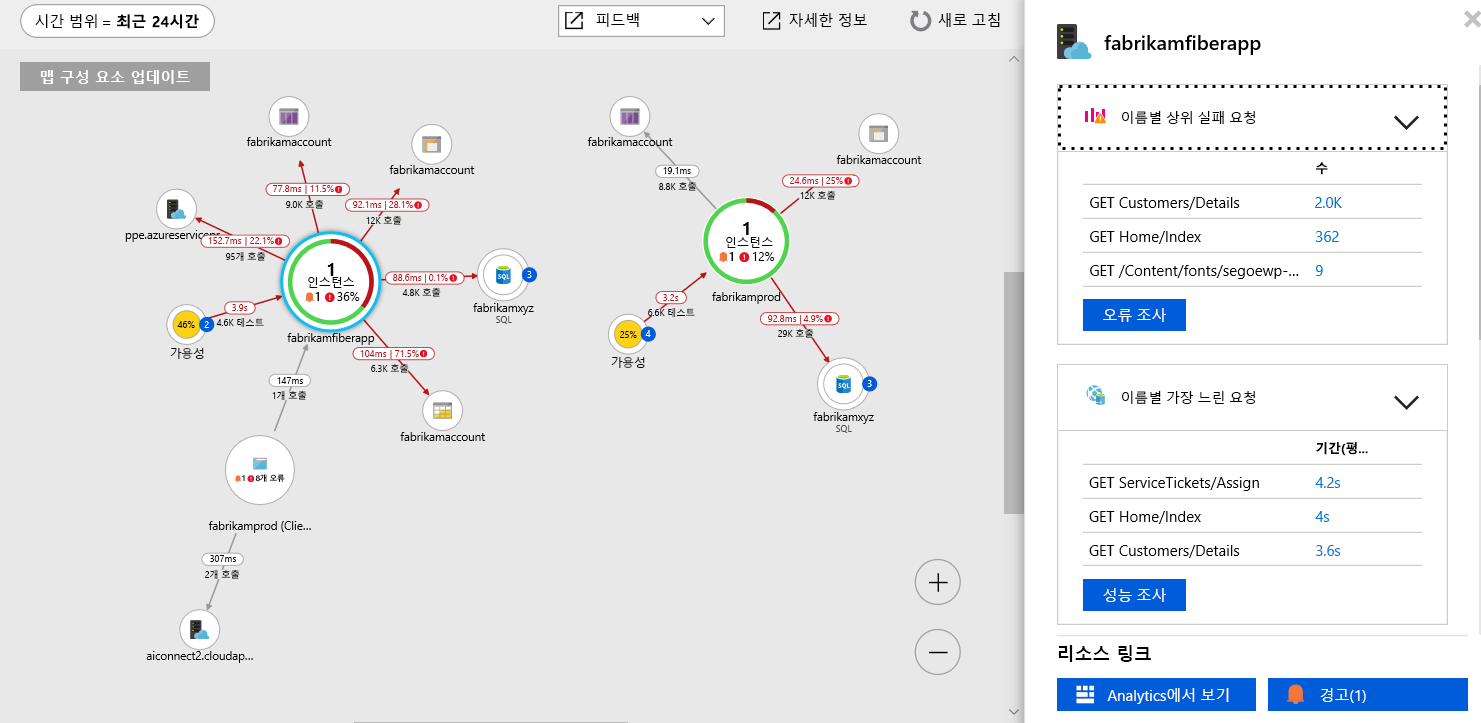 시간 범위 = 최근 24시간
피드백
자세한 정보
새로 고침
맵 구성 요소 업데이트
fabrikamaccount
fabrikamaccount
77.8ms | 11.5%
9.0K 호출
92.1ms | 28.1%
12K 호출
152.7ms | 22.1%
95개 호출
1
인스턴스
1 36%
fabrikamfiberapp
88.6ms | 0.1%
4.8K 호출
SQL
3
fabrikamxyz
SQL
46%
2
가용성
3.9s
4.6K 테스트
104ms | 71.5%
6.3K 호출
fabrikamaccount
147ms
1개 호출
1 8개 오류
fabrikamprod (Clie...
307ms
2개 호출
aiconnect2.cloudap...
fabrikamaccount
fabrikamaccount
19.1ms
8.8K 호출
24.6ms | 25%
12K 호출
1
인스턴스
1 12%
fabrikamprod
3.2s
6.6K 테스트
25%
4
가용성
92.8ms | 4.9%
29K 호출
SQL
3
fabrikamxyz
SQL
fabrikamfiberapp
이름별 상위 실패 요청
수
GET Customers/Details 2.0K
GET Home/Index 362
GET /Content/fonts/segoewp-... 9
오류 조사
이름별 가장 느린 요청
기간(평...
GET ServiceTickets/Assign 4.2s
GET Home/Index 4s
GET Customers/Details 3.6s
성능 조사
리소스 링크
Analytics에서 보기
경고(1)